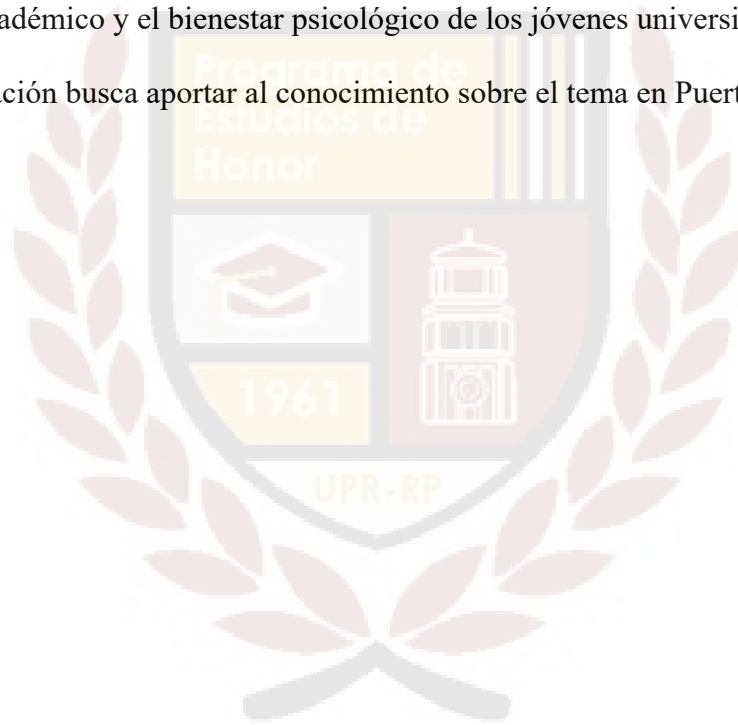 adémico y el bienestar psicológico de los jóvenes universi
ción busca aportar al conocimiento sobre el tema en Puert
Programa de
Estudios de
Honor
1961
UPR-RP